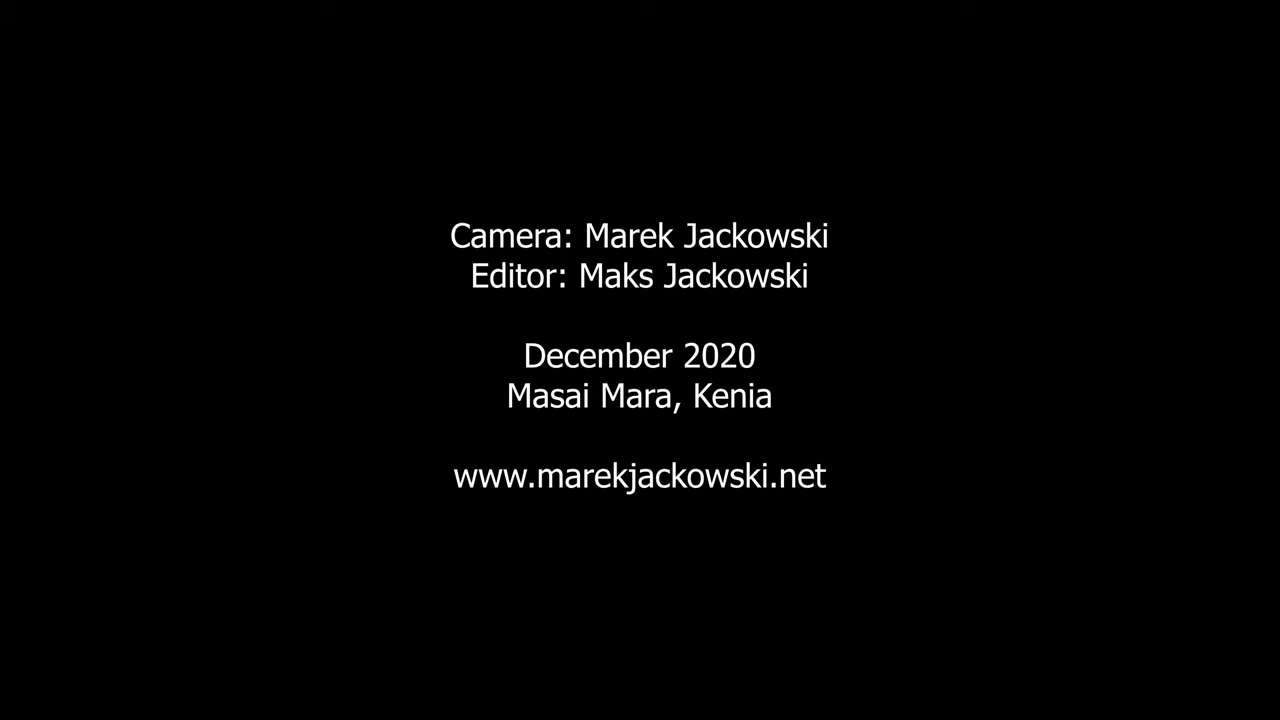 Camera: Marek Jackowski
Editor: Maks Jackowski
December 2020
Masai Mara, Kenia
www.marekjackowski.net